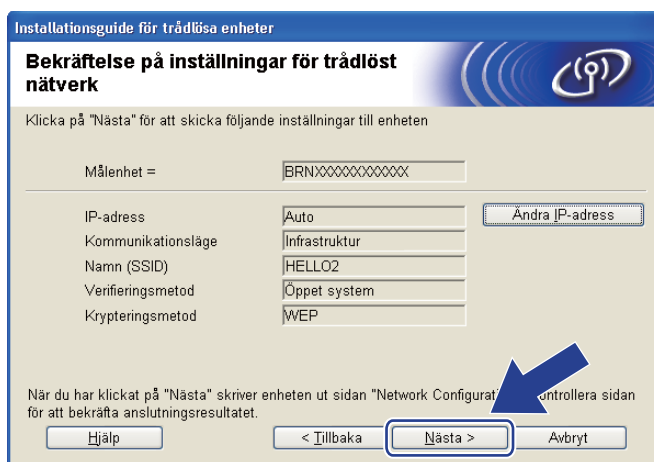 Installationsguide för trådlösa enheter
Bekräftelse på inställningar för trådlöst
nätverk
Klicka på "Nästa" för att skicka följande inställningar till enheten
Målenhet = BRNXXXXXXXXXXXX
IP-adress Auto Ändra IP-adress
Kommunikationsläge Infrastruktur
Namn (SSID) HELLO2
Verifieringsmetod Öppet system
Krypteringsmetod WEP
När du har klickat på "Nästa" skriver enheten ut sidan "Network sidan
för att bekräfta anslutningsresultatet.
Hjälp < Tillbaka Nästa > Avbryt